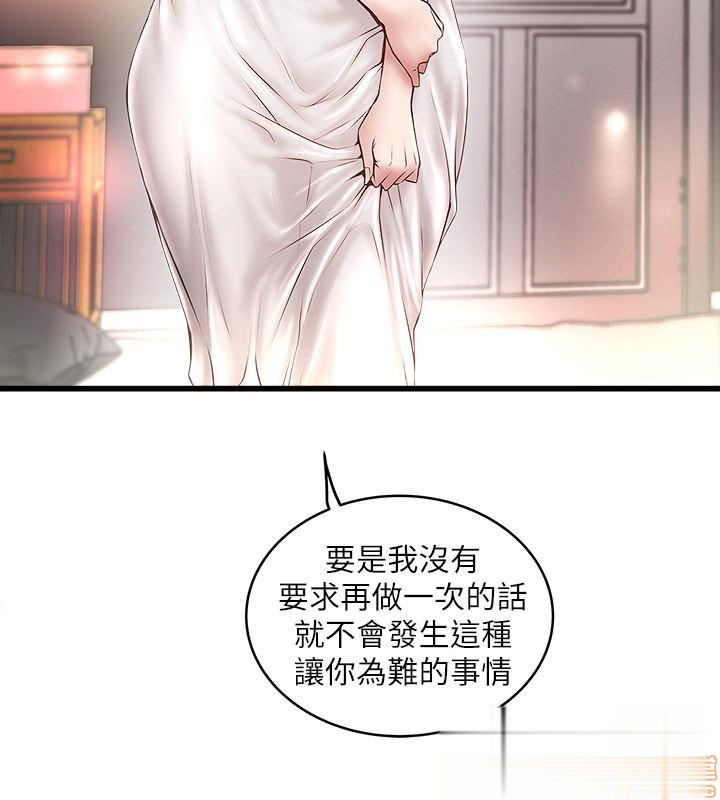 要是我沒有
要求再做一次的話
就不會發生這種
讓你為難的事情